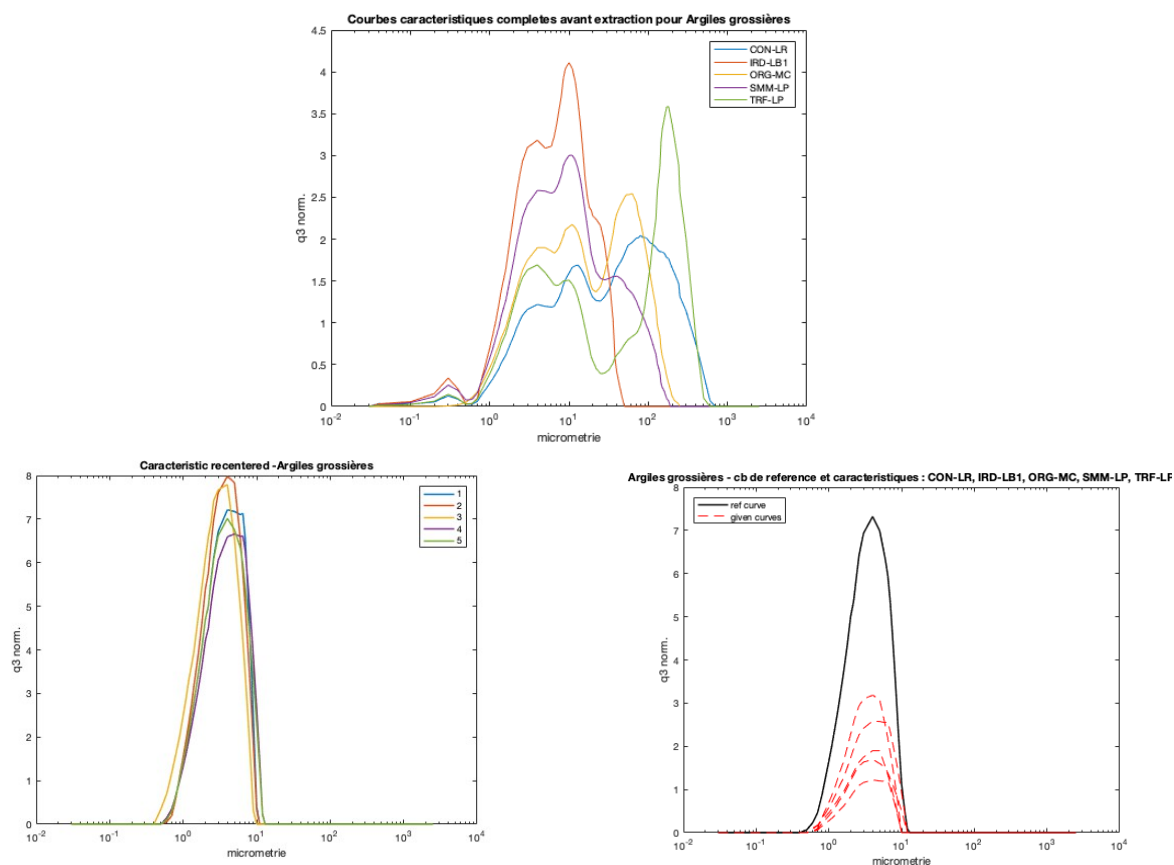 Courbes caracteristiques completes avant extraction pour Argiles grossières
4.5
4
3.5
3
2.5
2
1.5
1
0.5
0
q3 norm.
CON-LR
IRD-LB1
ORG-MC
SMM-LP
TRF-LP
10-2 10-1 100 101 102 103 104
micrometrie
Caracteristic recentered -Argiles grossières
8
7
6
5
4
3
2
1
0
q3 norm.
1
2
3
4
5
10-2 10-1 100 101 102 103 104
micrometrie
Argiles grossières - cb de reference et caracteristiques : CON-LR, IRD-LB1, ORG-MC, SMM-LP, TRF-LP
8
7
6
5
4
3
2
1
0
q3 norm.
ref curve
given curves
10-2 10-1 100 101 102 103 104
micrometrie